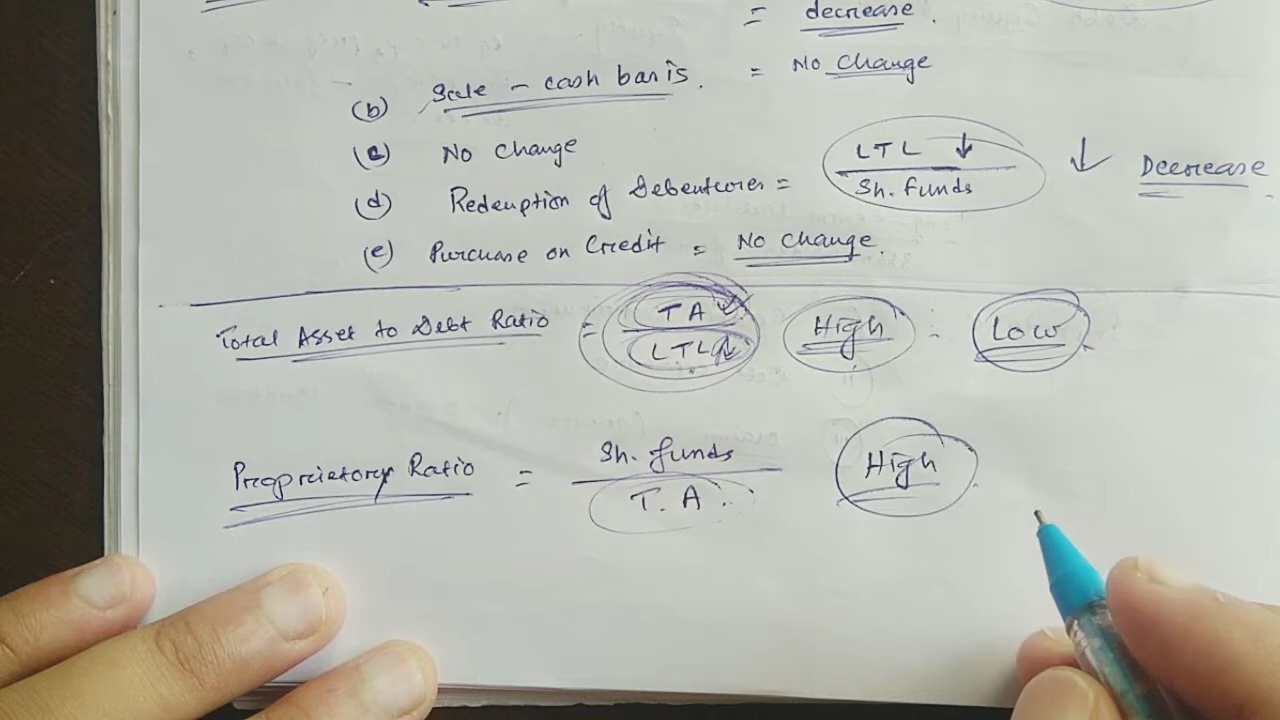 = decrease.
(b) Sale - cash basis. = No change
(c) No change
(d) Redemption of Debentures = LTL ↓ / Sh. funds ↓ Decrease
(e) Purchase on Credit = No change.
Total Asset to Debt Ratio = TA ↓ / LTL ↓ High : Low
Proprietory Ratio = Sh. funds / T. A. High